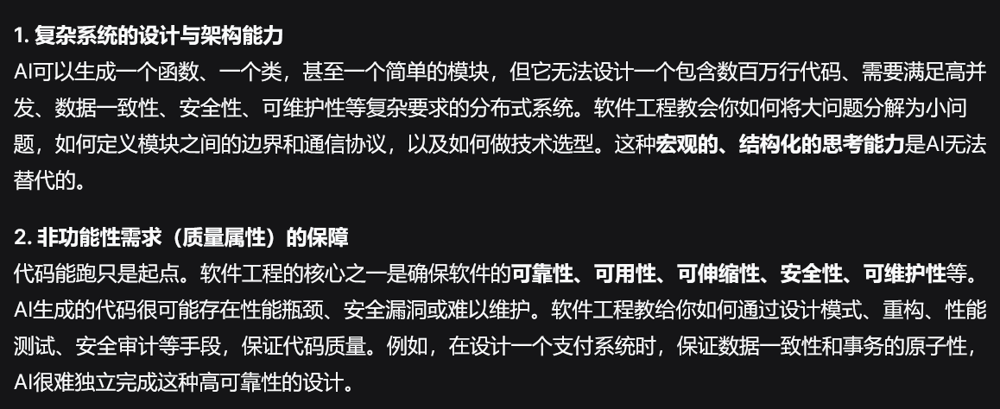 1. 复杂系统的设计与架构能力
AI可以生成一个函数、一个类，甚至一个简单的模块，但它无法设计一个包含数百万行代码、需要满足高并
发、数据一致性、安全性、可维护性等复杂要求的分布式系统。软件工程教会你如何将大问题分解为小问
题，如何定义模块之间的边界和通信协议，以及如何做技术选型。这种宏观的、结构化的思考能力是AI无法
替代的。
2. 非功能性需求（质量属性）的保障
代码能跑只是起点。软件工程的核心之一是确保软件的可靠性、可用性、可伸缩性、安全性、可维护性等。
AI生成的代码很可能存在性能瓶颈、安全漏洞或难以维护。软件工程教给你如何通过设计模式、重构、性能
测试、安全审计等手段，保证代码质量。例如，在设计一个支付系统时，保证数据一致性和事务的原子性，
AI很难独立完成这种高可靠性的设计。